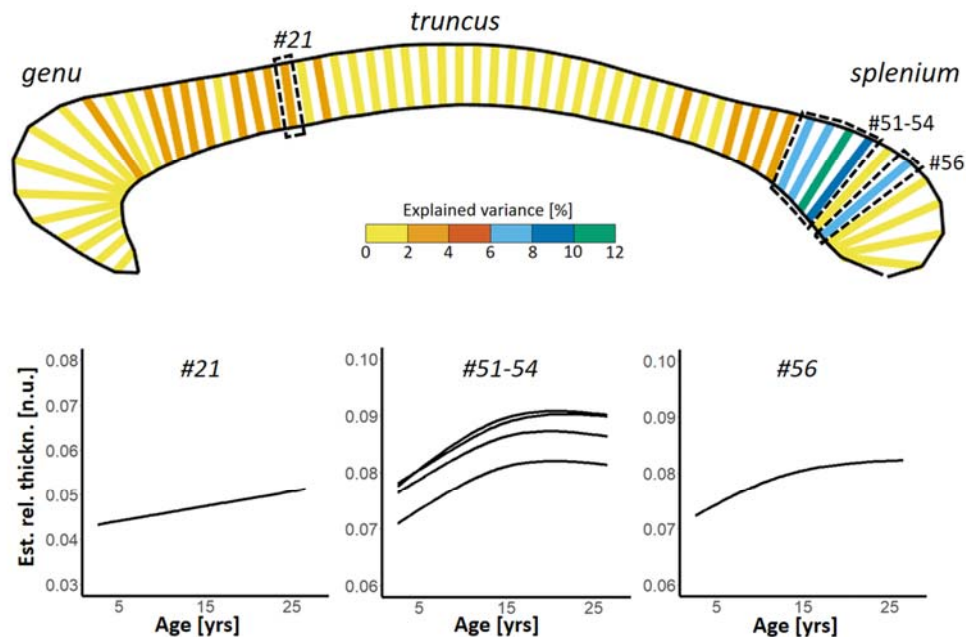 truncus
#21
genu
splenium
#51-54
#56
Explained variance [%]
0 2 4 6 8 10 12
#21
0.08
0.07
0.06
0.05
0.04
0.03
5 15 25
Est. rel. thickn. [n.u.]
Age [yrs]
#51-54
0.10
0.09
0.08
0.07
0.06
5 15 25
Age [yrs]
#56
0.10
0.09
0.08
0.07
0.06
5 15 25
Age [yrs]